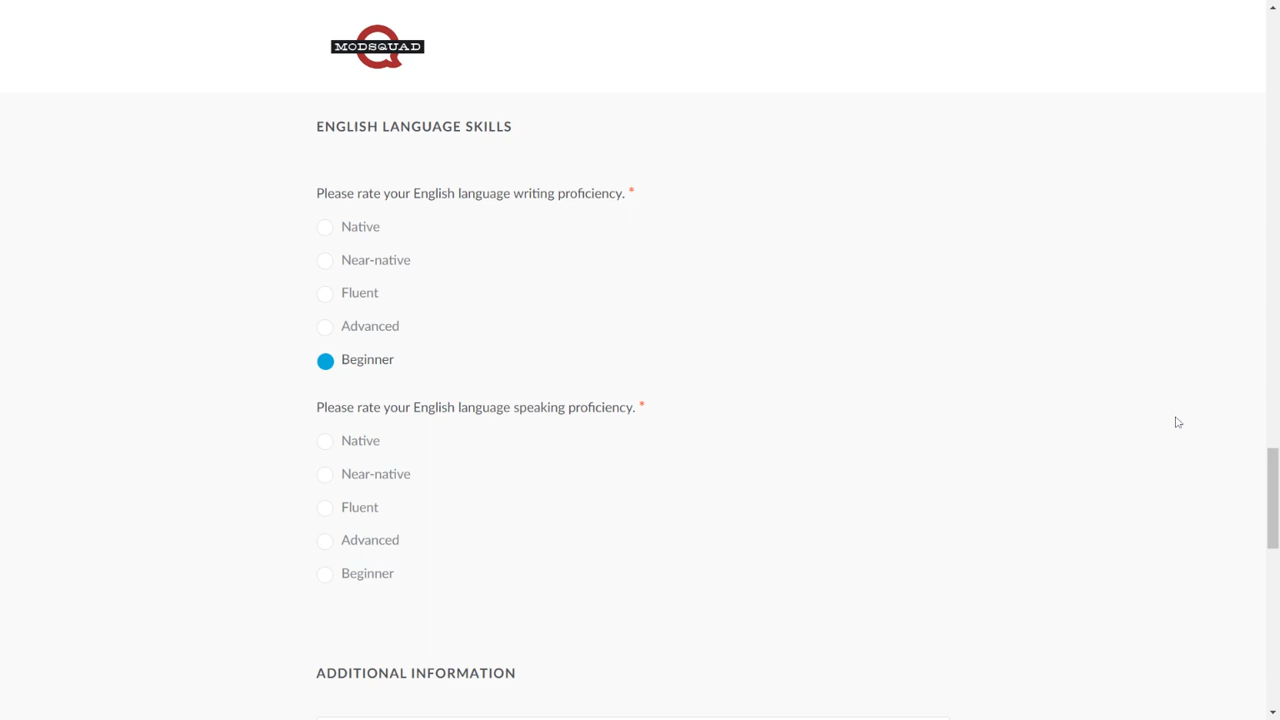 MODSQUAD
ENGLISH LANGUAGE SKILLS
Please rate your English language writing proficiency. *
Native
Near-native
Fluent
Advanced
Beginner
Please rate your English language speaking proficiency. *
Native
Near-native
Fluent
Advanced
Beginner
ADDITIONAL INFORMATION